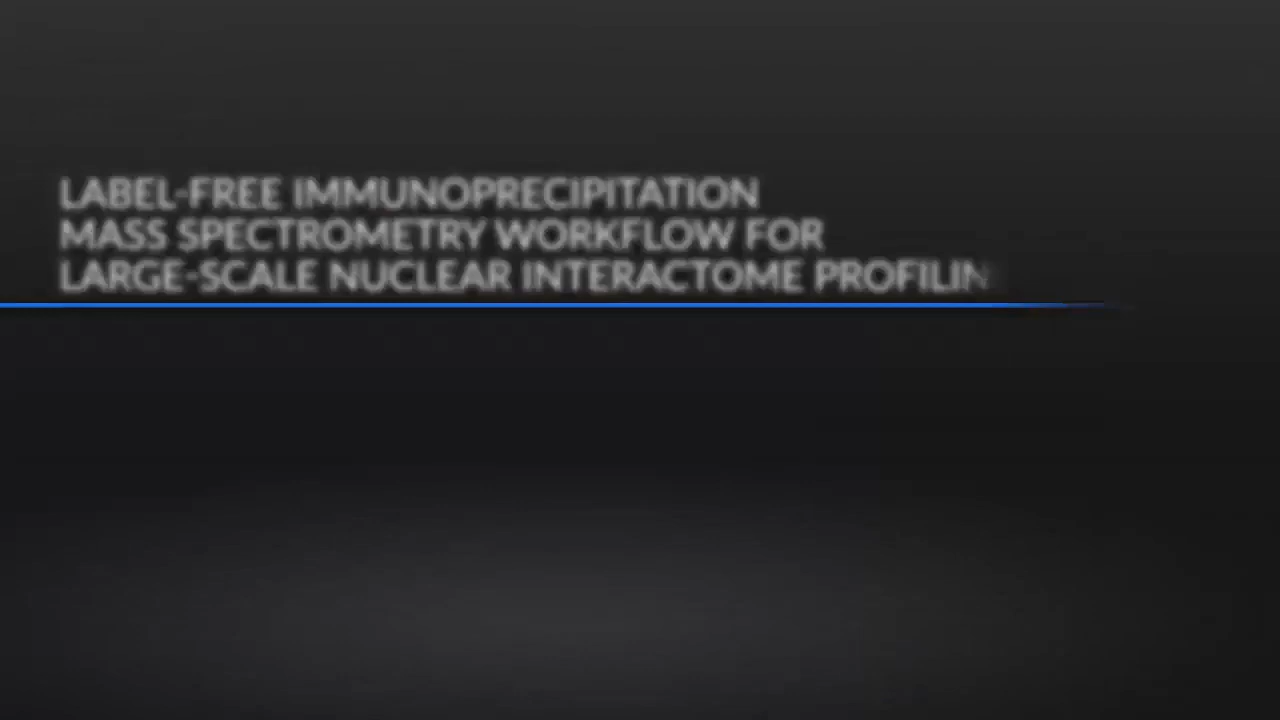 LABEL-FREE IMMUNOPRECIPITATION
MASS SPECTROMETRY WORKFLOW FOR
LARGE-SCALE NUCLEAR INTERACTOME PROFILIN